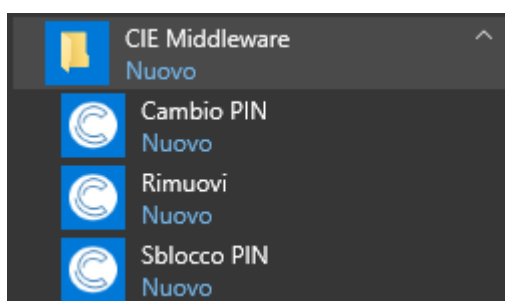 CIE Middleware
Nuovo
Cambio PIN
Nuovo
Rimuovi
Nuovo
Sblocco PIN
Nuovo